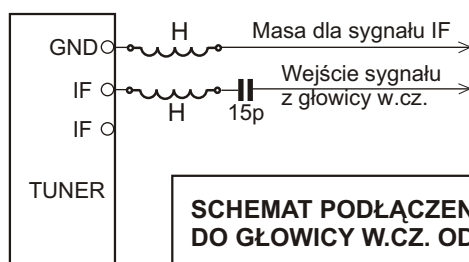 GND
H
Masa dla sygnału IF
IF
H
15p
Wejście sygnału
z głowicy w.cz.
IF
TUNER
SCHEMAT PODŁĄCZEN
DO GŁOWICY W.CZ. OD